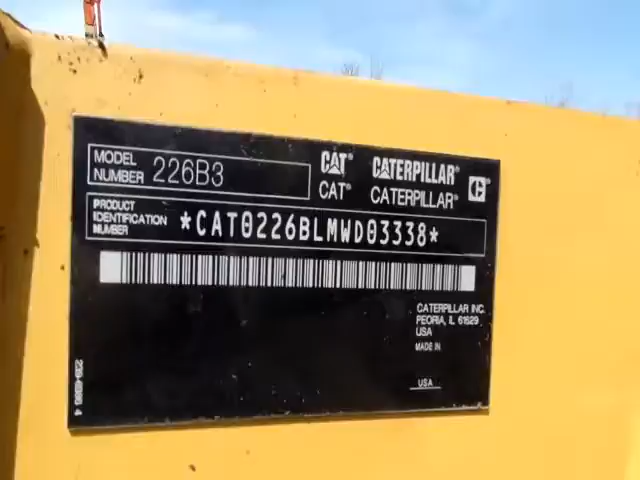 MODEL NUMBER 226B3
CAT® CATERPILLAR®
CAT® CATERPILLAR®
PRODUCT IDENTIFICATION NUMBER *CAT0226BLMWD03338*
CATERPILLAR INC.
PEORIA, IL 61629
USA
MADE IN
USA